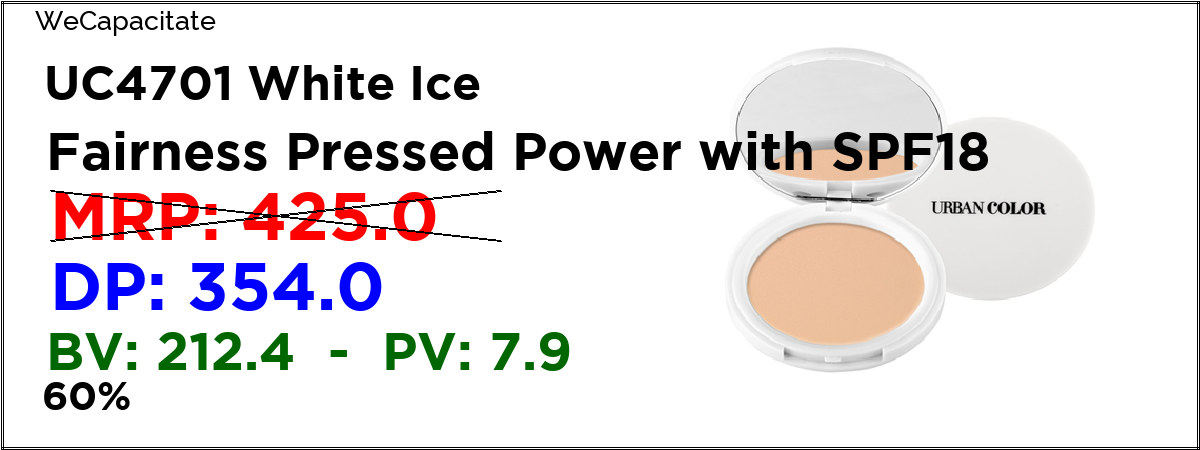 WeCapacitate
UC4701 White Ice
Fairness Pressed Power with SPF18
MRP: 425.0
DP: 354.0
BV: 212.4 - PV: 7.9
60%
URBAN COLOR